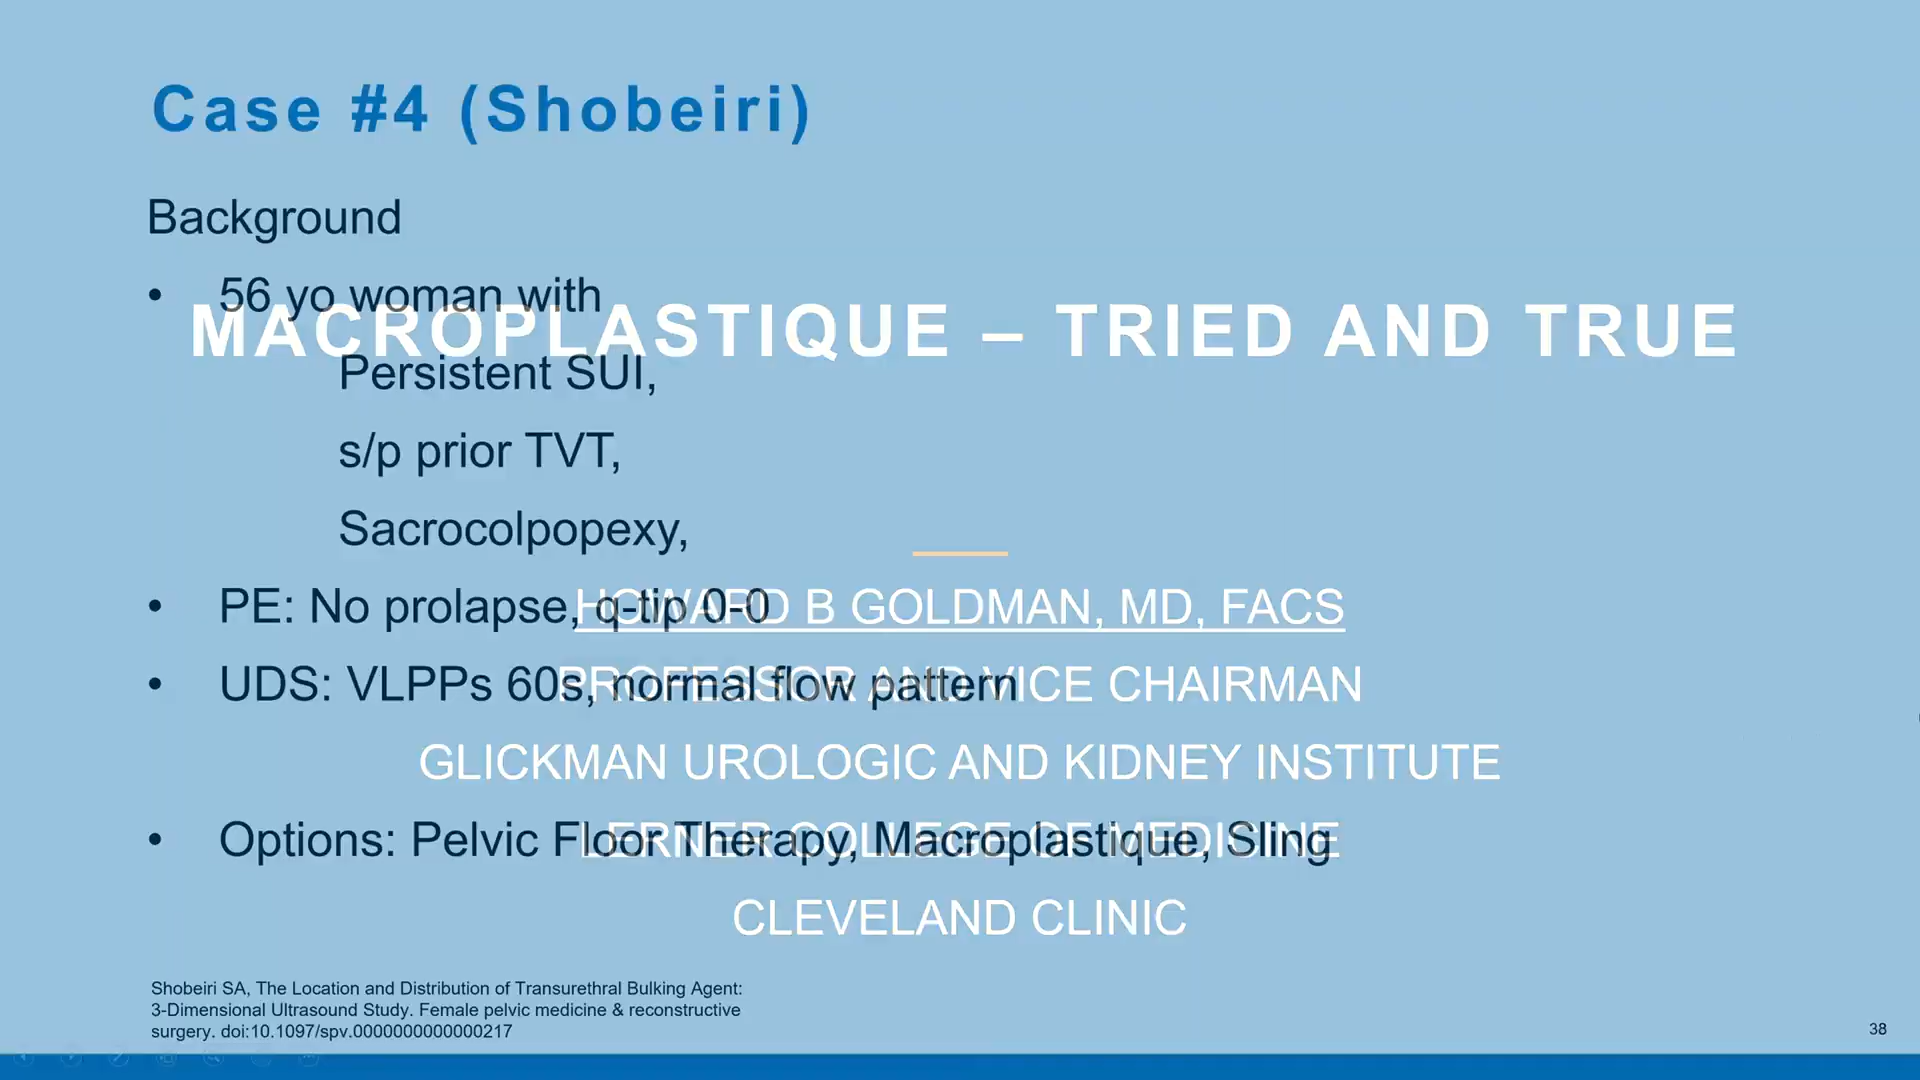 Case #4 (Shobeiri)
Background
• 56 yo woman with
MACROPLASTIQUE – TRIED AND TRUE
Persistent SUI,
s/p prior TVT,
Sacrocolpopexy,
• PE: No prolapse, q-tip 0-0
HOWARD B GOLDMAN, MD, FACS
• UDS: VLPPs 60s, normal flow pattern
PROFESSOR AND VICE CHAIRMAN
GLICKMAN UROLOGIC AND KIDNEY INSTITUTE
• Options: Pelvic Floor Therapy, Macroplastique, Sling
LERNER COLLEGE OF MEDICINE
CLEVELAND CLINIC
Shobeiri SA, The Location and Distribution of Transurethral Bulking Agent:
3-Dimensional Ultrasound Study. Female pelvic medicine & reconstructive
surgery. doi:10.1097/spv.0000000000000217
38